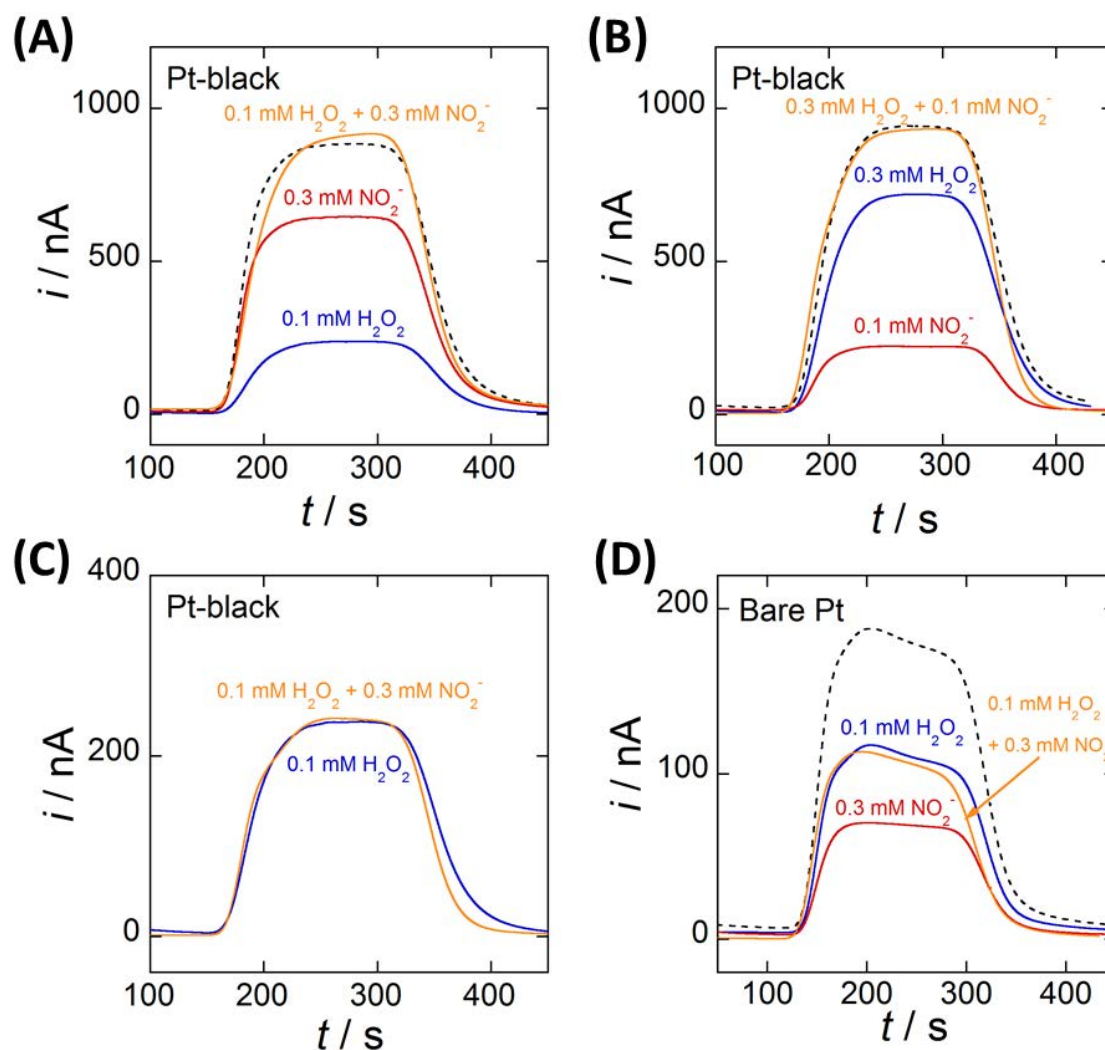 (A)
Pt-black
0.1 mM H₂O₂ + 0.3 mM NO₂⁻
0.3 mM NO₂⁻
0.1 mM H₂O₂
1000
500
0
i / nA
100 200 300 400
t / s
(B)
Pt-black
0.3 mM H₂O₂ + 0.1 mM NO₂⁻
0.3 mM H₂O₂
0.1 mM NO₂⁻
1000
500
0
i / nA
100 200 300 400
t / s
(C)
Pt-black
0.1 mM H₂O₂ + 0.3 mM NO₂⁻
0.1 mM H₂O₂
400
200
0
i / nA
100 200 300 400
t / s
(D)
Bare Pt
0.1 mM H₂O₂
+ 0.3 mM NO₂
0.1 mM H₂O₂
0.3 mM NO₂⁻
200
100
0
i / nA
100 200 300 400
t / s